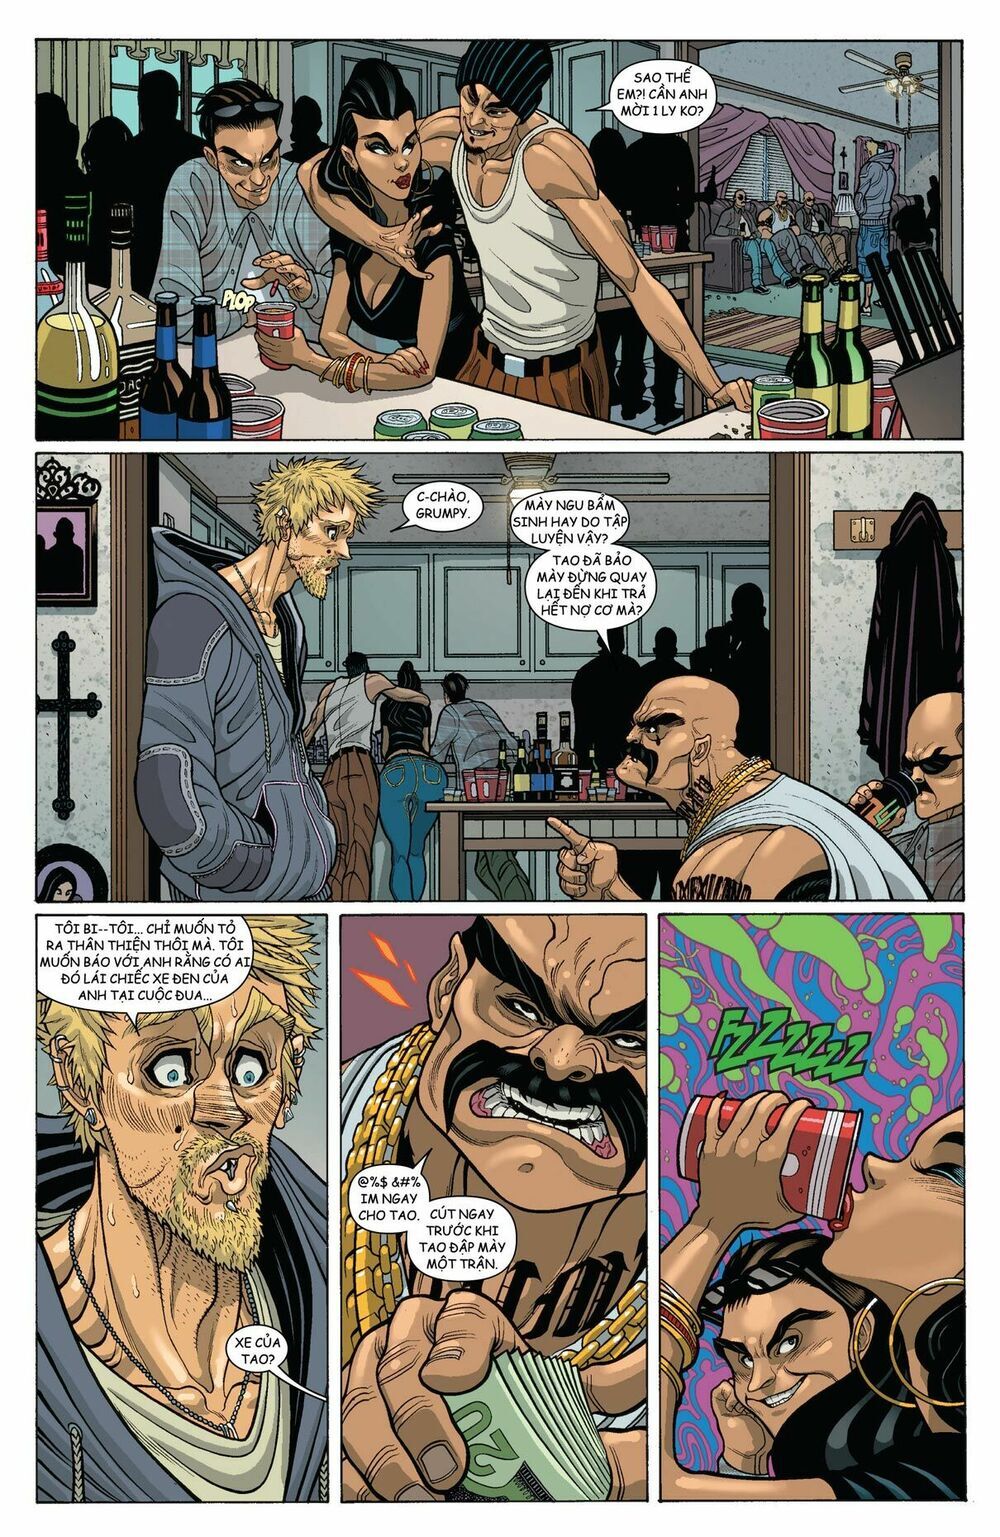 SAO THẾ
EM?! CẦN ANH
MỜI 1 LY KO?
PLOP
C-CHÀO,
GRUMPY.
MÀY NGU BẨM
SINH HAY DO TẬP
LUYỆN VẬY?
TAO ĐÃ BẢO
MÀY ĐỪNG QUAY
LẠI ĐẾN KHI TRẢ
HẾT NỢ CƠ MÀ?
TÔI BI--TÔI... CHỈ MUỐN TỎ
RA THÂN THIỆN THÔI MÀ. TÔI
MUỐN BÁO VỚI ANH RẰNG CÓ AI
ĐÓ LÁI CHIẾC XE ĐEN CỦA
ANH TẠI CUỘC ĐUA...
XE CỦA
TAO?
@%$ &#%
IM NGAY
CHO TAO.
CÚT NGAY
TRƯỚC KHI
TAO ĐẬP MÀY
MỘT TRẬN.
20
FZZZZZZZ